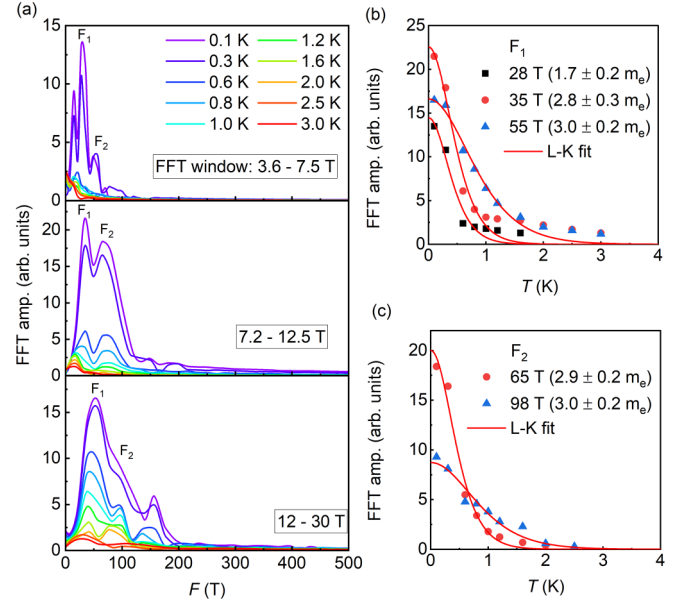 (a)
15
10
5
0
F₁
F₂
0.1 K
0.3 K
0.6 K
0.8 K
1.0 K
1.2 K
1.6 K
2.0 K
2.5 K
3.0 K
FFT window: 3.6 - 7.5 T
FFT amp. (arb. units)
20
15
10
5
0
F₁
F₂
7.2 - 12.5 T
20
15
10
5
0
F₁
F₂
12 - 30 T
0 100 200 300 400 500
F (T)
(b)
FFT amp. (arb. units)
25
20
15
10
5
0
F₁
28 T (1.7 ± 0.2 mₑ)
35 T (2.8 ± 0.3 mₑ)
55 T (3.0 ± 0.2 mₑ)
L-K fit
0 1 2 3 4
T (K)
(c)
FFT amp. (arb. units)
20
15
10
5
0
F₂
65 T (2.9 ± 0.2 mₑ)
98 T (3.0 ± 0.2 mₑ)
L-K fit
0 1 2 3 4
T (K)